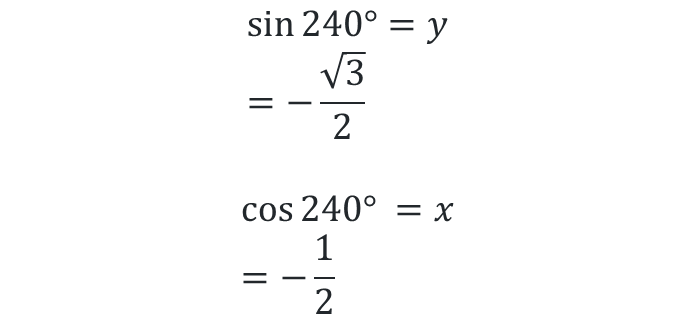 sin 240° = y
= −√3/2
cos 240° = x
= −1/2